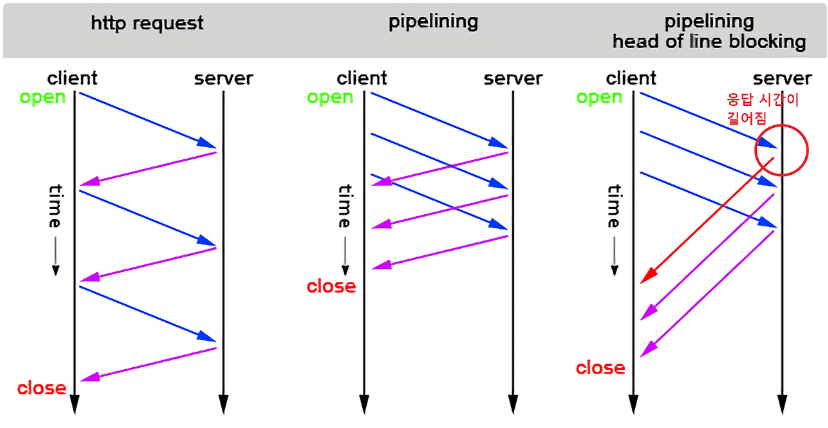 http request
client
server
open
time
close
pipelining
client
server
open
time
close
pipelining
head of line blocking
client
server
open
응답 시간이
길어짐
time
close